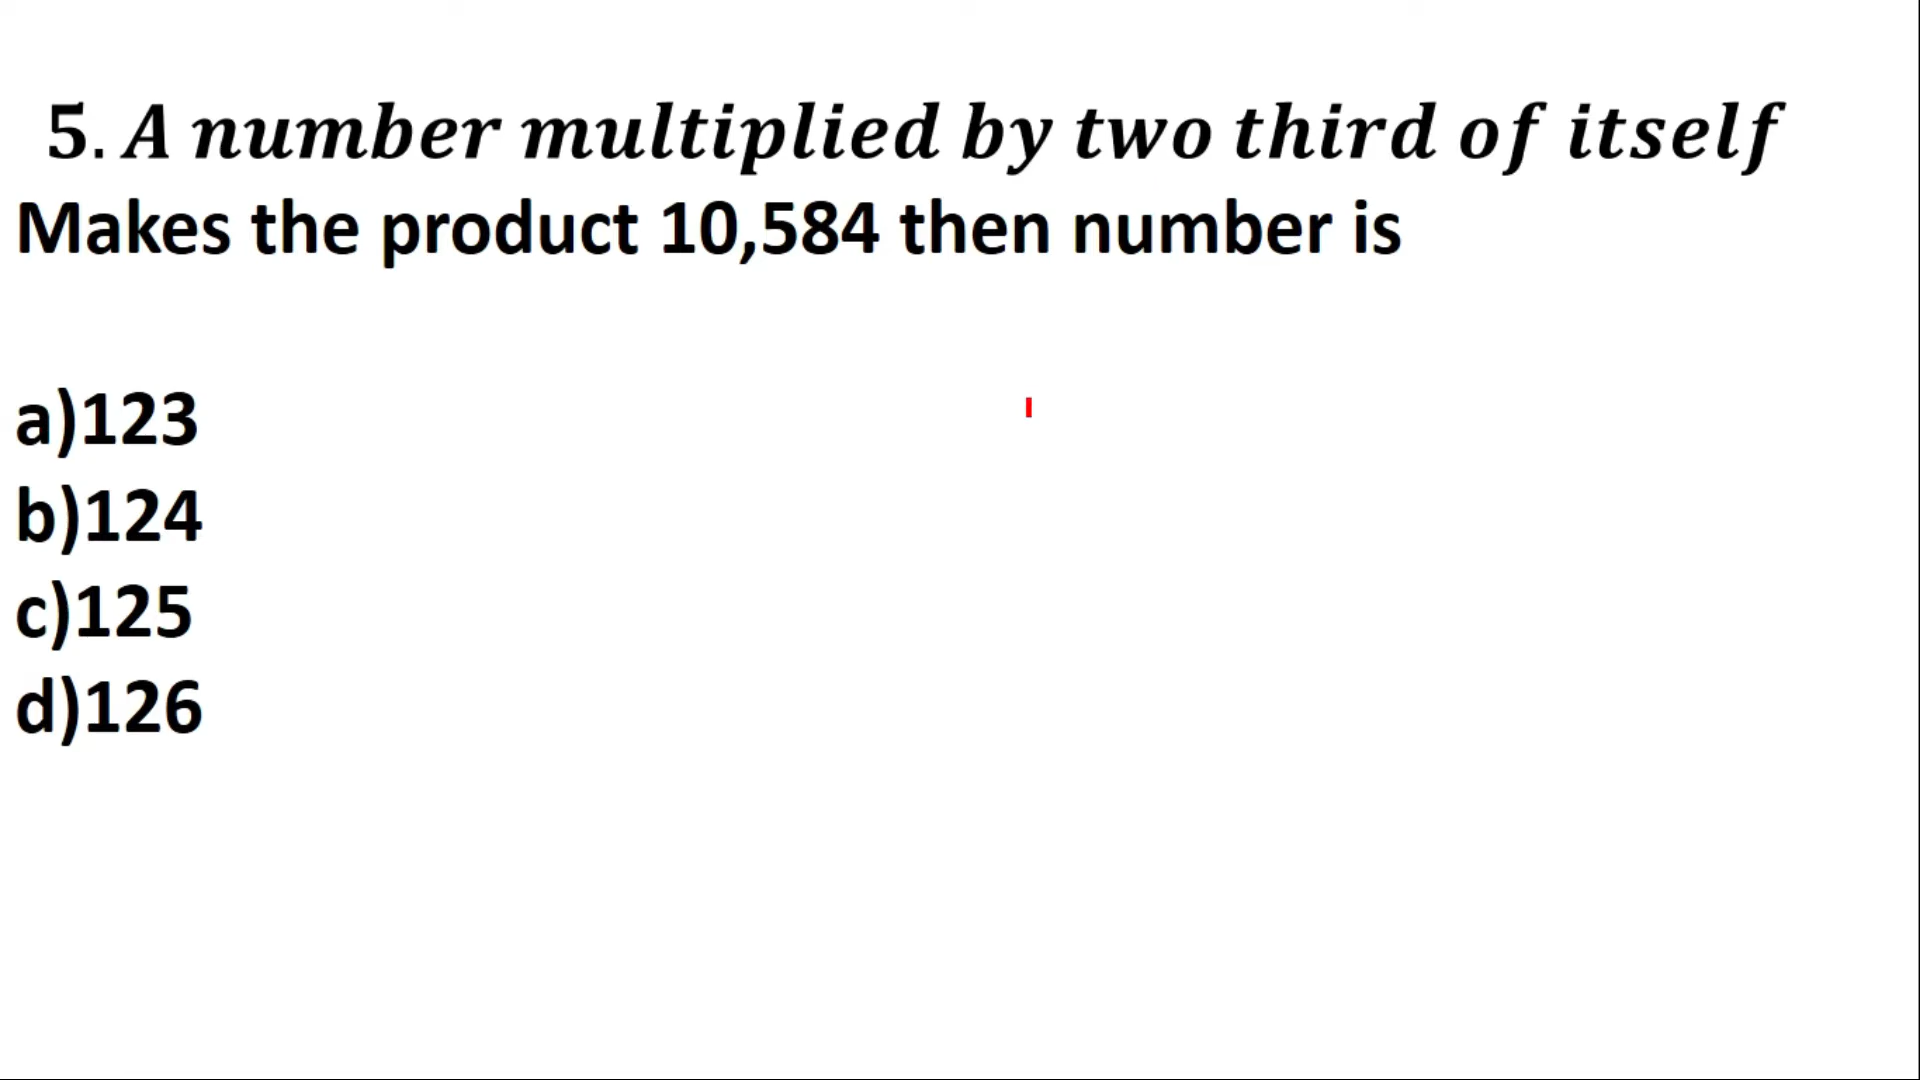 5. A number multiplied by two third of itself
Makes the product 10,584 then number is
a)123
b)124
c)125
d)126